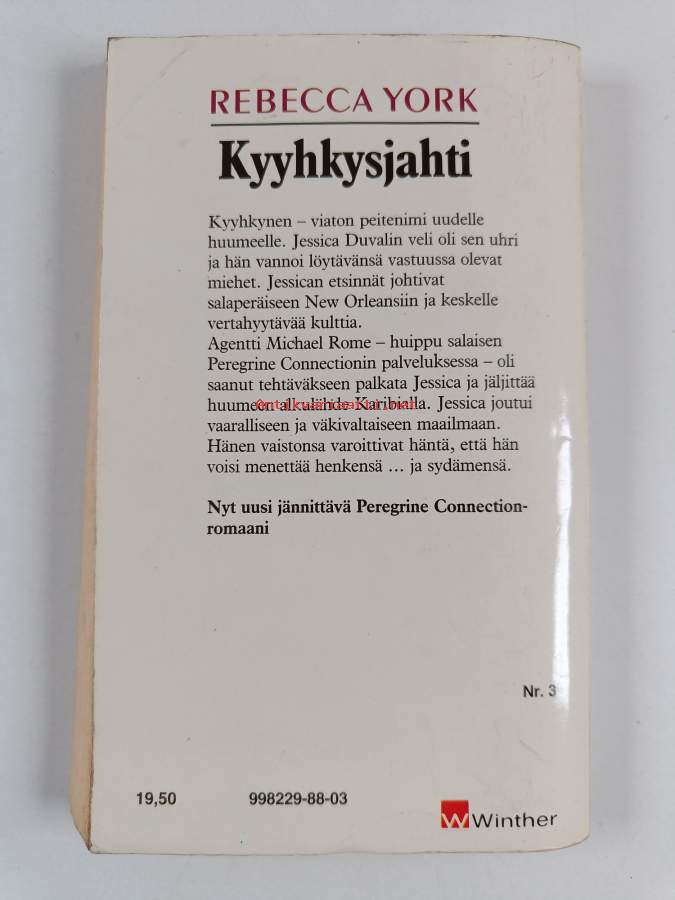 REBECCA YORK
Kyyhkysjahti
Kyyhkynen – viaton peitenimi uudelle
huumeelle. Jessica Duvalin veli oli sen uhri
ja hän vannoi löytävänsä vastuussa olevat
miehet. Jessican etsinnät johtivat
salaperäiseen New Orleansiin ja keskelle
vertahyytävää kulttia.
Agentti Michael Rome – huippu salaisen
Peregrine Connectionin palveluksessa – oli
saanut tehtäväkseen palkata Jessica ja jäljittää
huumeen alkulähde Karibialla. Jessica joutui
Antikvariaatti.net
vaaralliseen ja väkivaltaiseen maailmaan.
Hänen vaistonsa varoittivat häntä, että hän
voisi menettää henkensä ... ja sydämensä.
Nyt uusi jännittävä Peregrine Connection-
romaani
Nr. 3
19,50 998229-88-03
Winther